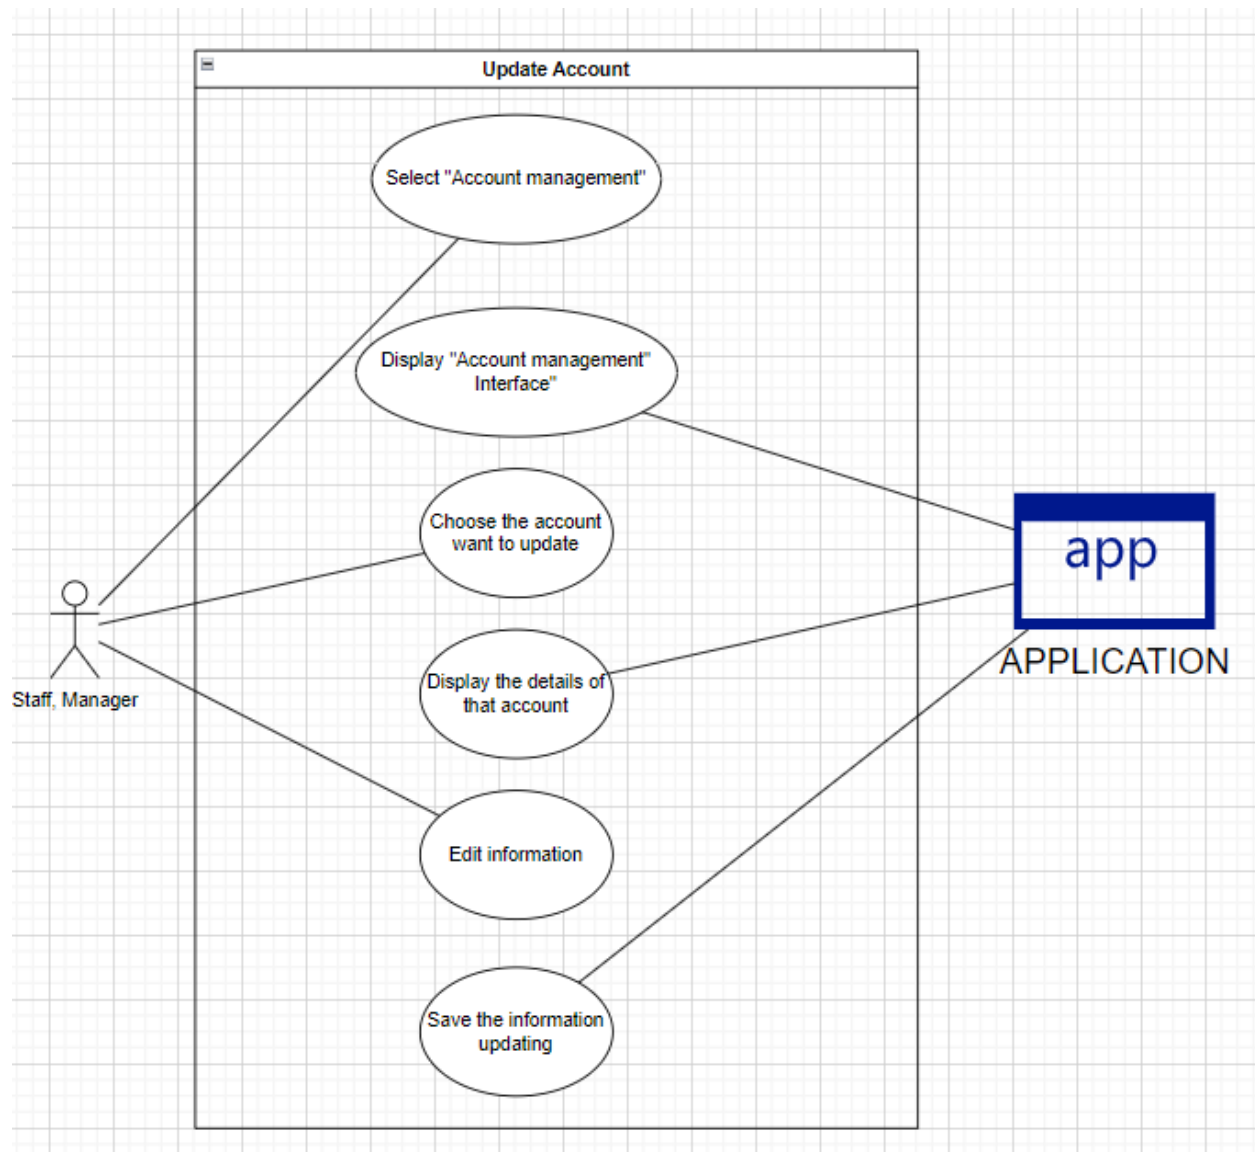 Update Account
Select "Account management"
Display "Account management"
Interface"
Choose the account
want to update
app
APPLICATION
Staff, Manager
Display the details of
that account
Edit information
Save the information
updating